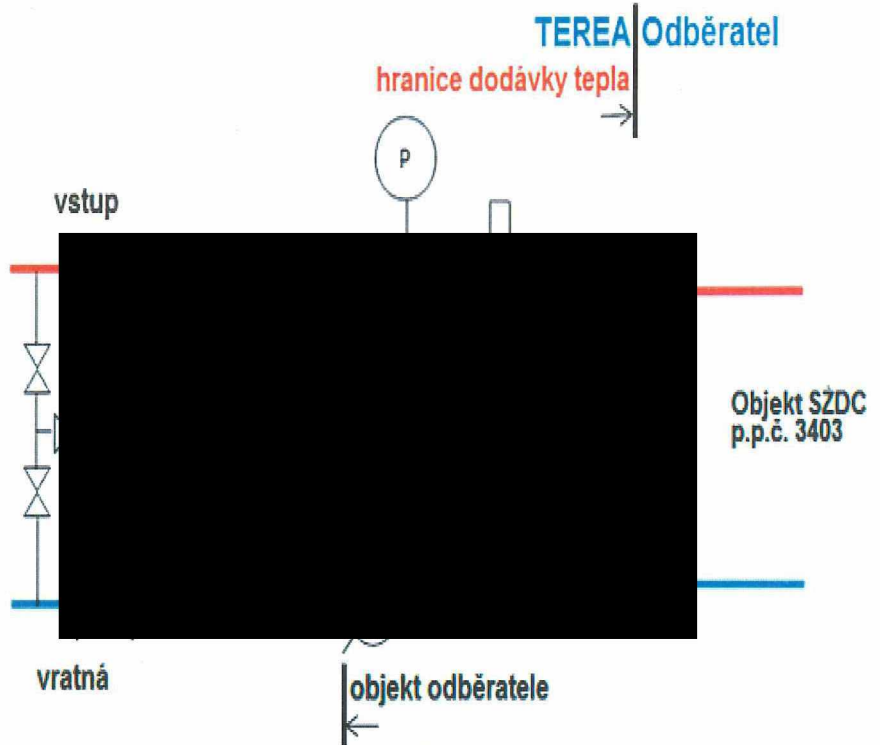 TEREA Odběratel
hranice dodávky tepla
P
vstup
Objekt SŽDC
p.p.č. 3403
vratná
objekt odběratele